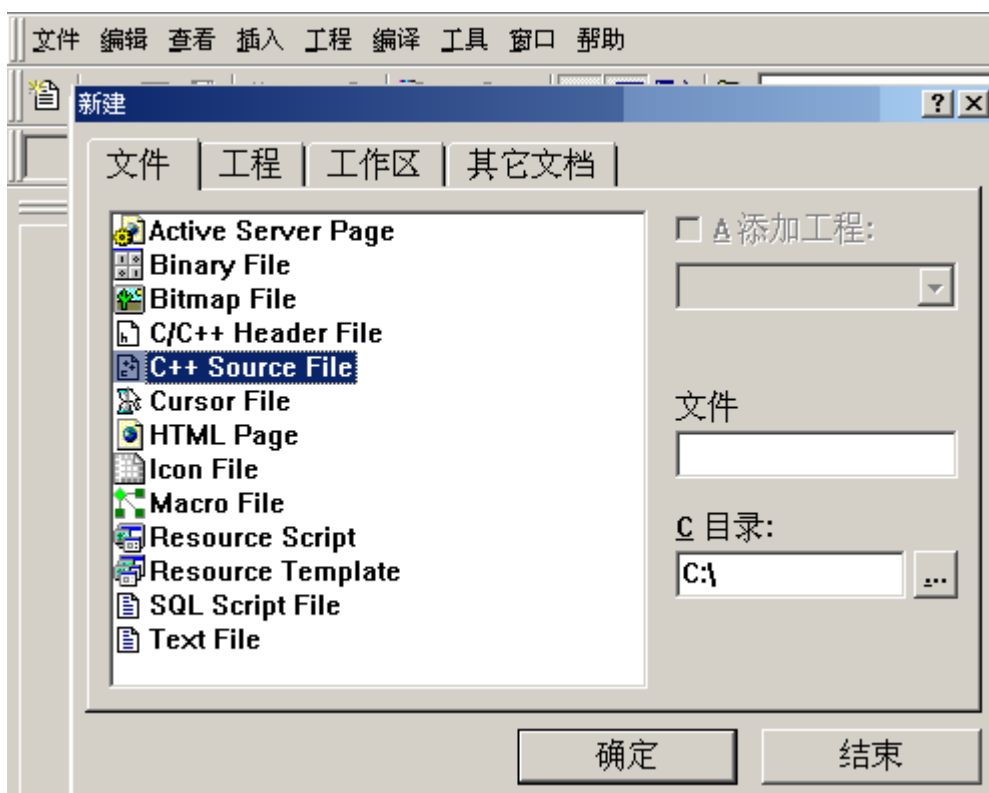 文件 编辑 查看 插入 工程 编译 工具 窗口 帮助
新建
文件 工程 工作区 其它文档
Active Server Page
Binary File
Bitmap File
C/C++ Header File
C++ Source File
Cursor File
HTML Page
Icon File
Macro File
Resource Script
Resource Template
SQL Script File
Text File
A 添加工程:
文件
C 目录:
C:\
...
确定 结束